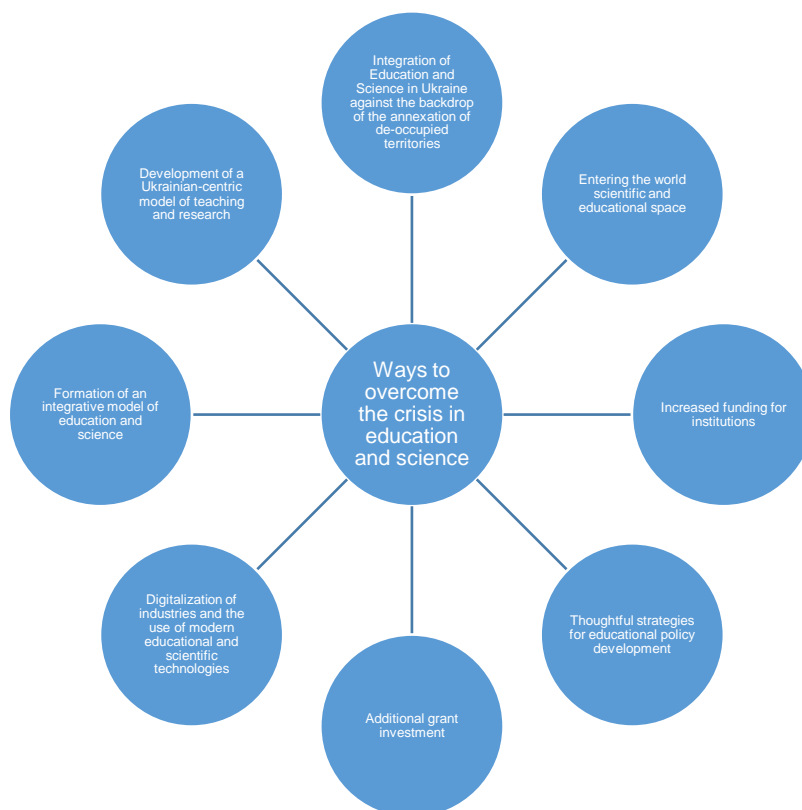 Integration of
Education and
Science in Ukraine
against the backdrop
of the annexation of
de-occupied
territories
Entering the world
scientific and
educational space
Increased funding for
institutions
Thoughtful strategies
for educational policy
development
Additional grant
investment
Digitalization of
industries and the
use of modern
educational and
scientific
technologies
Formation of an
integrative model of
education and
science
Development of a
Ukrainian-centric
model of teaching
and research
Ways to
overcome
the crisis in
education
and science